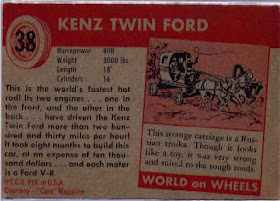 38
KENZ TWIN FORD
Horsepower 400
Weight 3000 lbs
Length 18'
Cylinders 16
This is the world's fastest hot
rod! Its two engines . . . one in
the front, and the other in the
back . . . have driven the Kenz
Twin Ford more than two hun-
dred and thirty miles per hour!
It took eight months to build this
car, at an expense of ten thou-
sand dollars . . . and each motor
is a Ford V-8.
©T.C.G. Prt. in U.S.A.
Courtesy—"Cars" Magazine
This strange carriage is a Rus-
sian troika. Though it looks
like a toy, it was very strong
and suited to the rough roads.
WORLD on WHEELS